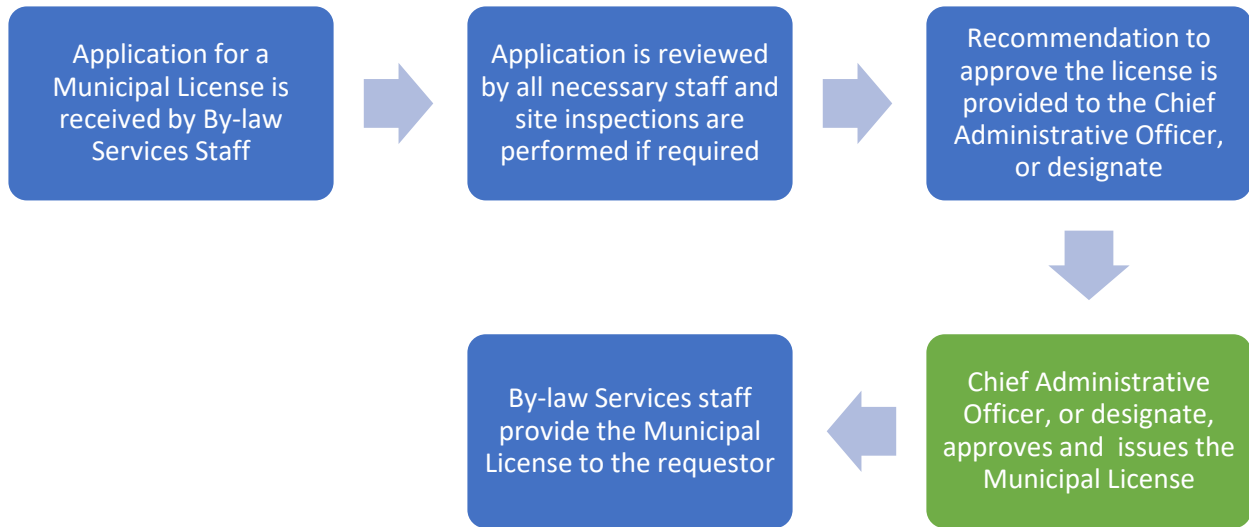 Application for a
Municipal License is
received by By-law
Services Staff
Application is reviewed
by all necessary staff and
site inspections are
performed if required
Recommendation to
approve the license is
provided to the Chief
Administrative Officer,
or designate
Chief Administrative
Officer, or designate,
approves and  issues the
Municipal License
By-law Services staff
provide the Municipal
License to the requestor